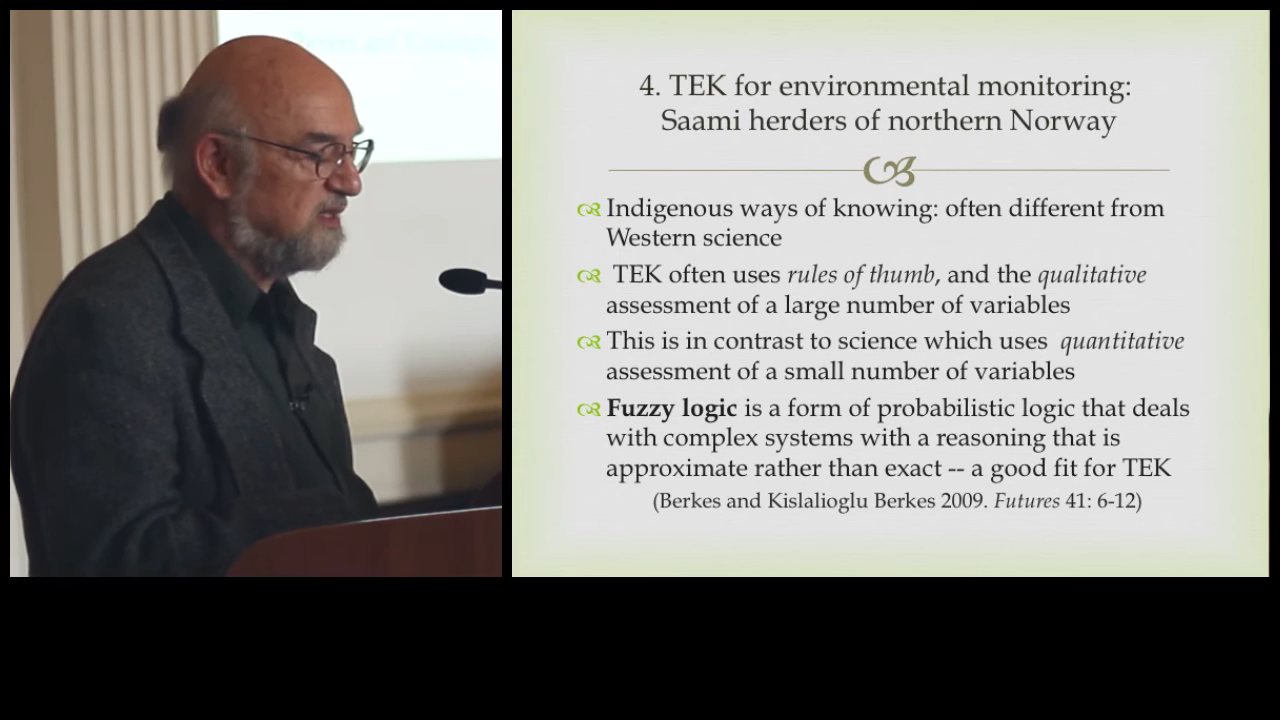 4. TEK for environmental monitoring:
Saami herders of northern Norway
Indigenous ways of knowing: often different from
Western science
TEK often uses rules of thumb, and the qualitative
assessment of a large number of variables
This is in contrast to science which uses quantitative
assessment of a small number of variables
Fuzzy logic is a form of probabilistic logic that deals
with complex systems with a reasoning that is
approximate rather than exact -- a good fit for TEK
(Berkes and Kislalioglu Berkes 2009. Futures 41: 6-12)